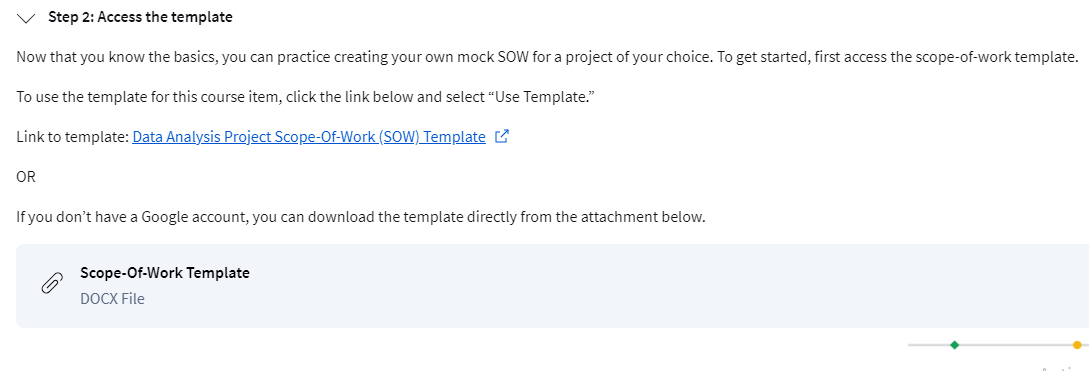 Step 2: Access the template
Now that you know the basics, you can practice creating your own mock SOW for a project of your choice. To get started, first access the scope-of-work template.
To use the template for this course item, click the link below and select “Use Template.”
Link to template: Data Analysis Project Scope-Of-Work (SOW) Template
OR
If you don’t have a Google account, you can download the template directly from the attachment below.
Scope-Of-Work Template
DOCX File